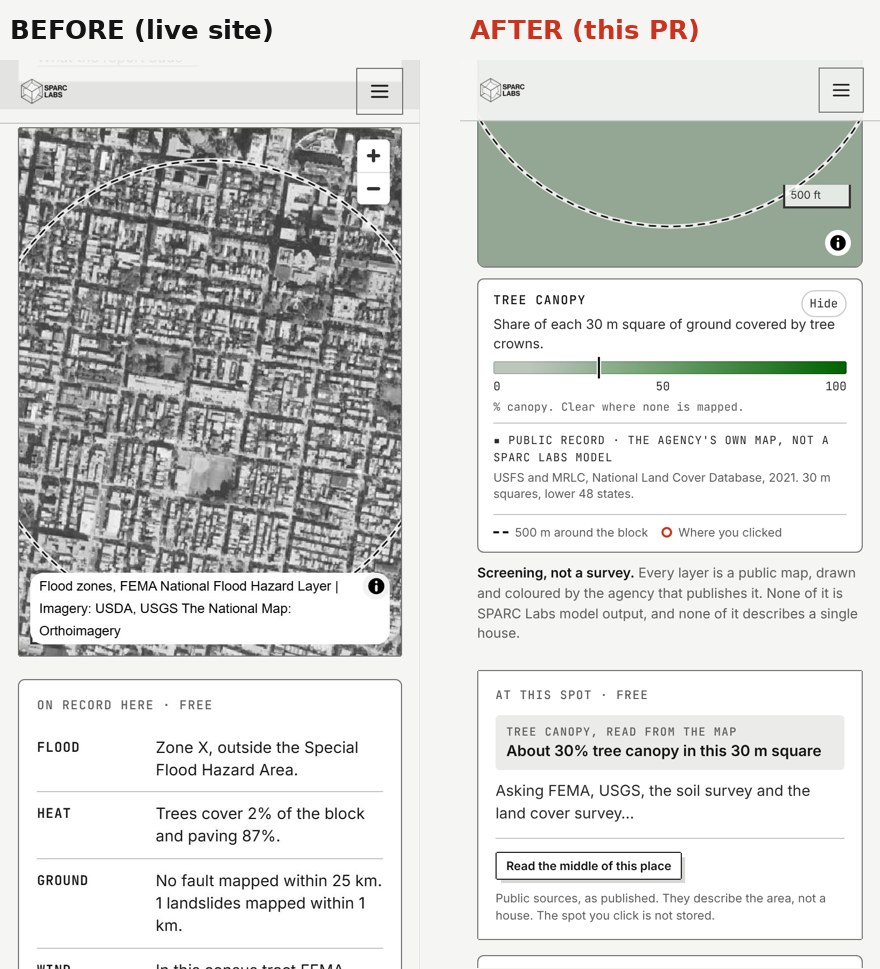 BEFORE (live site)
SPARC
LABS
+
−
Flood zones, FEMA National Flood Hazard Layer |
Imagery: USDA, USGS The National Map:
Orthoimagery
ON RECORD HERE · FREE
FLOOD
Zone X, outside the Special
Flood Hazard Area.
HEAT
Trees cover 2% of the block
and paving 87%.
GROUND
No fault mapped within 25 km.
1 landslides mapped within 1
km.
WIND
In this census tract FEMA
AFTER (this PR)
SPARC
LABS
500 ft
TREE CANOPY
Hide
Share of each 30 m square of ground covered by tree
crowns.
0 50 100
% canopy. Clear where none is mapped.
▪ PUBLIC RECORD · THE AGENCY'S OWN MAP, NOT A
SPARC LABS MODEL
USFS and MRLC, National Land Cover Database, 2021. 30 m
squares, lower 48 states.
500 m around the block Where you clicked
Screening, not a survey. Every layer is a public map, drawn
and coloured by the agency that publishes it. None of it is
SPARC Labs model output, and none of it describes a single
house.
AT THIS SPOT · FREE
TREE CANOPY, READ FROM THE MAP
About 30% tree canopy in this 30 m square
Asking FEMA, USGS, the soil survey and the
land cover survey…
Read the middle of this place
Public sources, as published. They describe the area, not a
house. The spot you click is not stored.